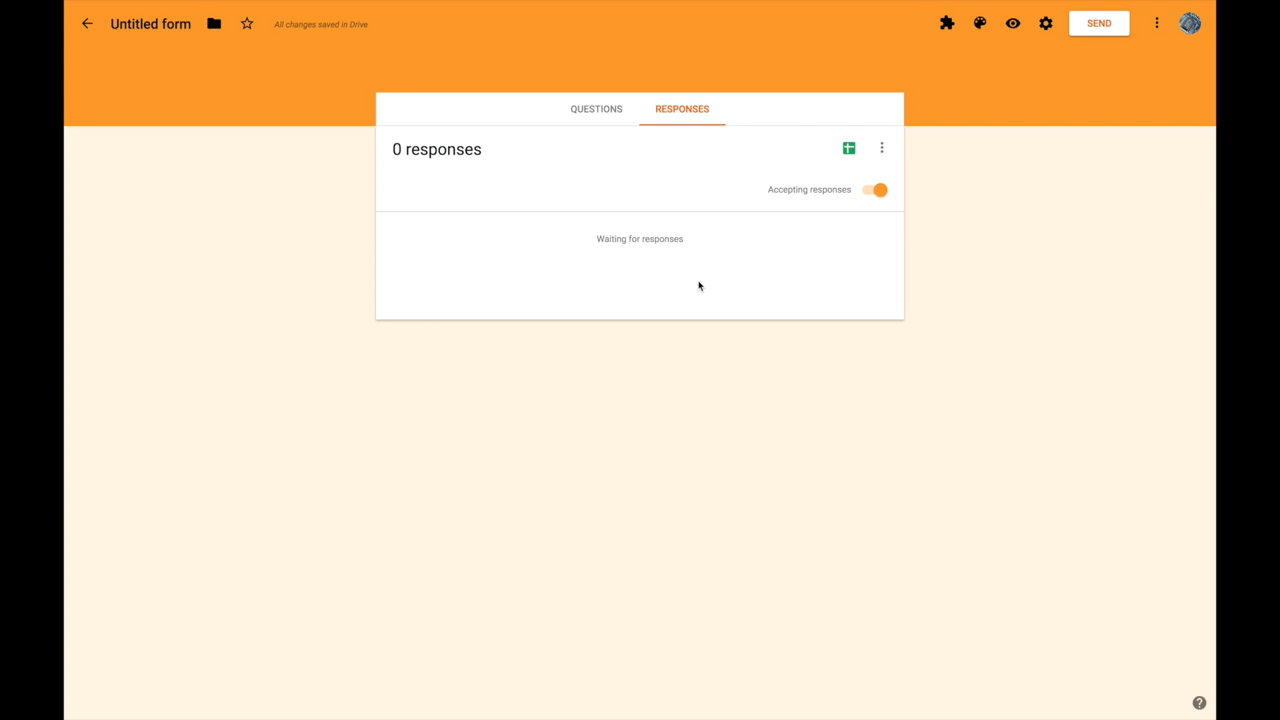 Untitled form
All changes saved in Drive
SEND
QUESTIONS
RESPONSES
0 responses
Accepting responses
Waiting for responses